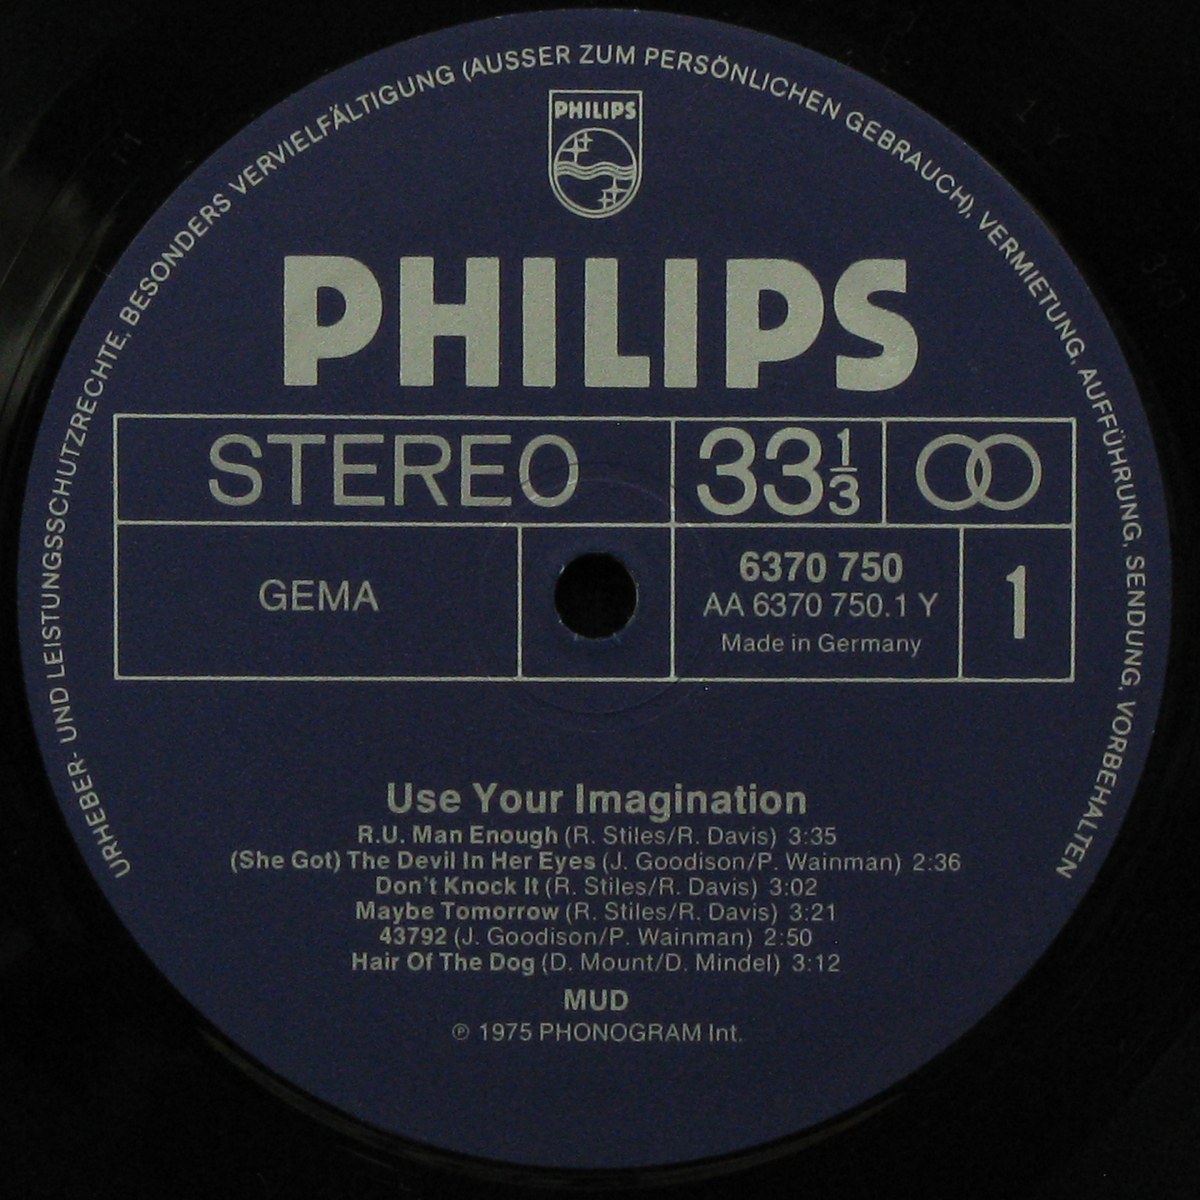 URHEBER- UND LEISTUNGSSCHUTZRECHTE, BESONDERS VERVIELFÄLTIGUNG (AUSSER ZUM PERSÖNLICHEN GEBRAUCH), VERMIETUNG, AUFFÜHRUNG, SENDUNG, VORBEHALTEN
PHILIPS
PHILIPS
STEREO 33 1/3
GEMA
6370 750
AA 6370 750.1 Y
Made in Germany
1
Use Your Imagination
R.U. Man Enough (R. Stiles/R. Davis) 3:35
(She Got) The Devil In Her Eyes (J. Goodison/P. Wainman) 2:36
Don't Knock It (R. Stiles/R. Davis) 3:02
Maybe Tomorrow (R. Stiles/R. Davis) 3:21
43792 (J. Goodison/P. Wainman) 2:50
Hair Of The Dog (D. Mount/D. Mindel) 3:12
MUD
℗ 1975 PHONOGRAM Int.